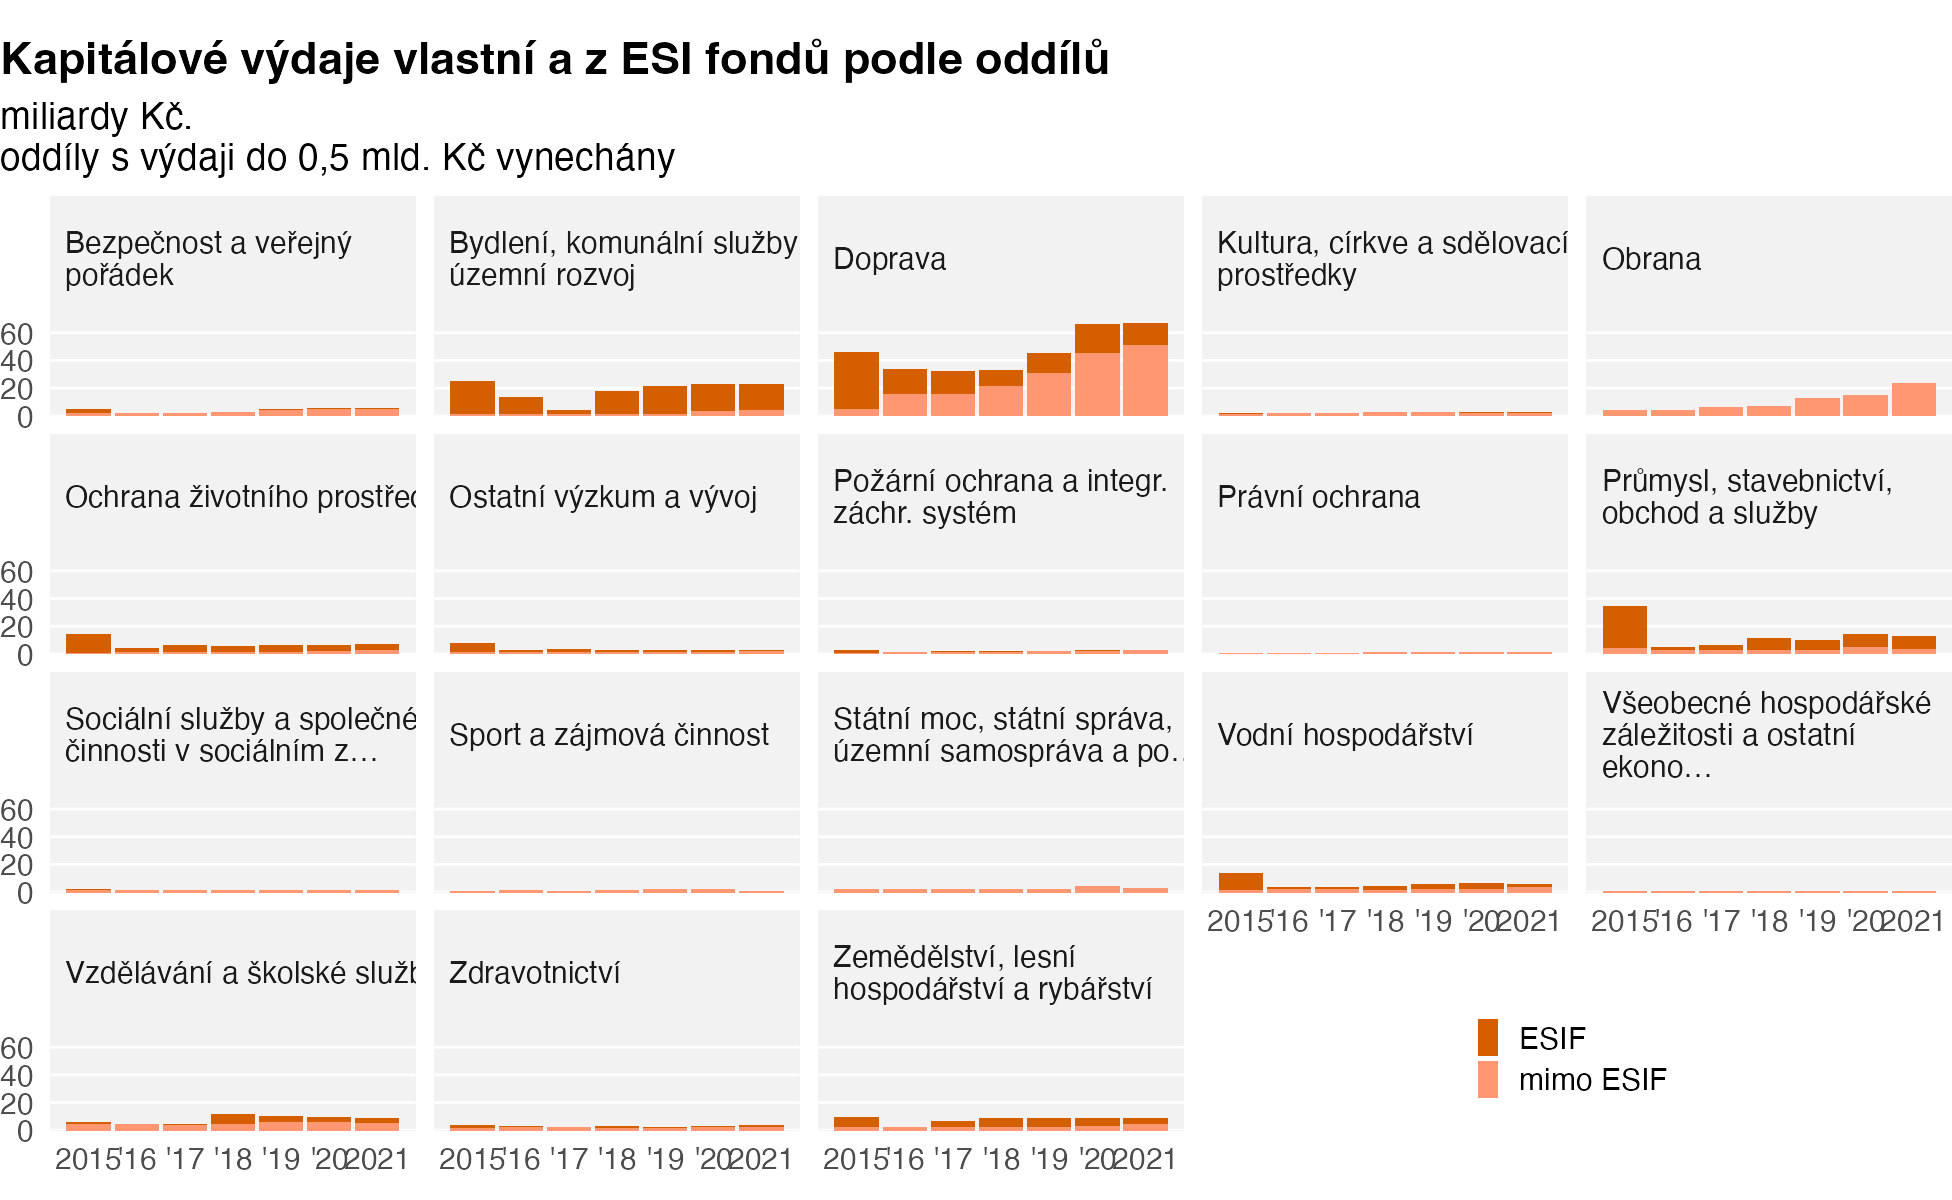 Kapitálové výdaje vlastní a z ESI fondů podle oddílů
miliardy Kč.
oddíly s výdaji do 0,5 mld. Kč vynechány
Bezpečnost a veřejný
pořádek
Bydlení, komunální služby
územní rozvoj
Doprava
Kultura, církve a sdělovací
prostředky
Obrana
60
40
20
0
Ochrana životního prostřed
Ostatní výzkum a vývoj
Požární ochrana a integr.
záchr. systém
Právní ochrana
Průmysl, stavebnictví,
obchod a služby
60
40
20
0
Sociální služby a společné
činnosti v sociálním z…
Sport a zájmová činnost
Státní moc, státní správa,
územní samospráva a po…
Vodní hospodářství
Všeobecné hospodářské
záležitosti a ostatní
ekono…
60
40
20
0
2015 '16 '17 '18 '19 '20 2021
2015 '16 '17 '18 '19 '20 2021
Vzdělávání a školské služb
Zdravotnictví
Zemědělství, lesní
hospodářství a rybářství
60
40
20
0
2015 '16 '17 '18 '19 '20 2021
2015 '16 '17 '18 '19 '20 2021
2015 '16 '17 '18 '19 '20 2021
ESIF
mimo ESIF